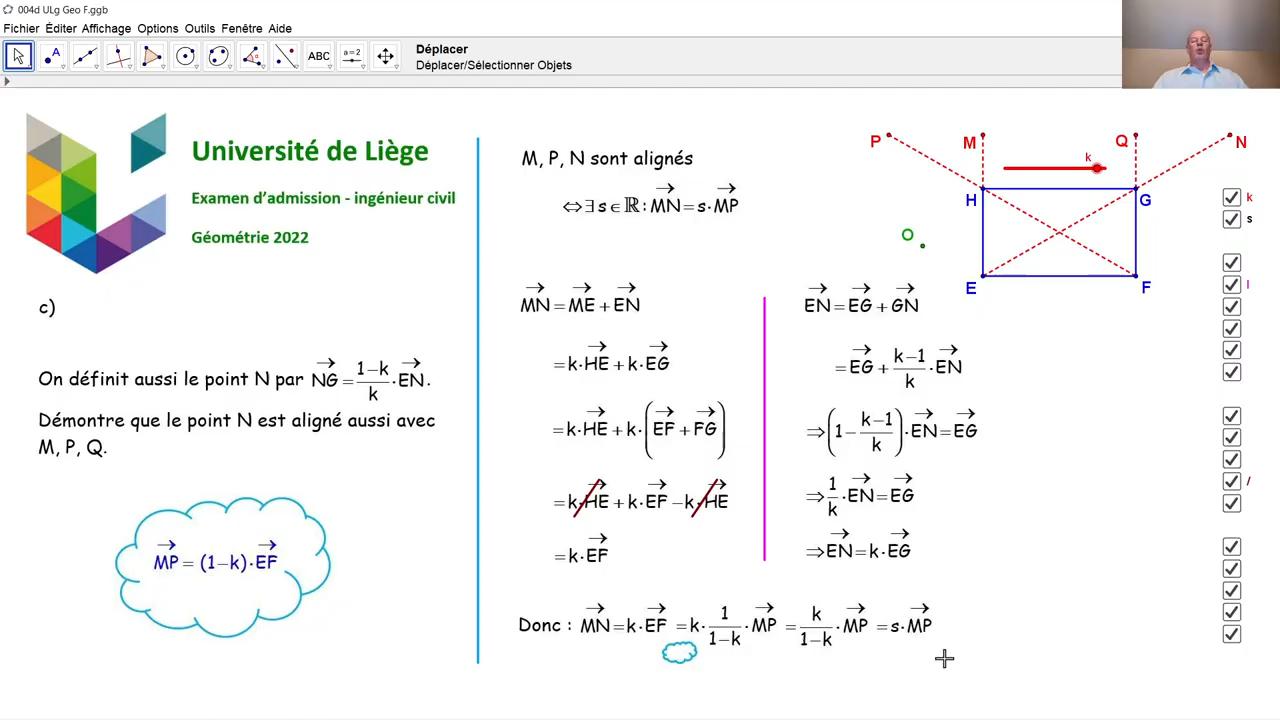 004d ULg Geo F.ggb
Fichier Éditer Affichage Options Outils Fenêtre Aide
A ABC a=2
Déplacer
Déplacer/Sélectionner Objets
Université de Liège
Examen d'admission - ingénieur civil
Géométrie 2022
c)
On définit aussi le point N par →NG = (1−k)/k · →EN.
Démontre que le point N est aligné aussi avec
M, P, Q.
→MP = (1−k)·→EF
M, P, N sont alignés
⇔ ∃ s ∈ ℝ : →MN = s·→MP
→MN = →ME + →EN
= k·→HE + k·→EG
= k·→HE + k·(→EF + →FG)
= k·→HE + k·→EF − k·→HE
= k·→EF
→EN = →EG + →GN
= →EG + (k−1)/k · →EN
⇒ (1 − (k−1)/k) · →EN = →EG
⇒ 1/k · →EN = →EG
⇒ →EN = k·→EG
Donc : →MN = k·→EF = k· 1/(1−k) ·→MP = k/(1−k) ·→MP = s·→MP
P M Q N
k
H G
O
E F
k
s
l
/